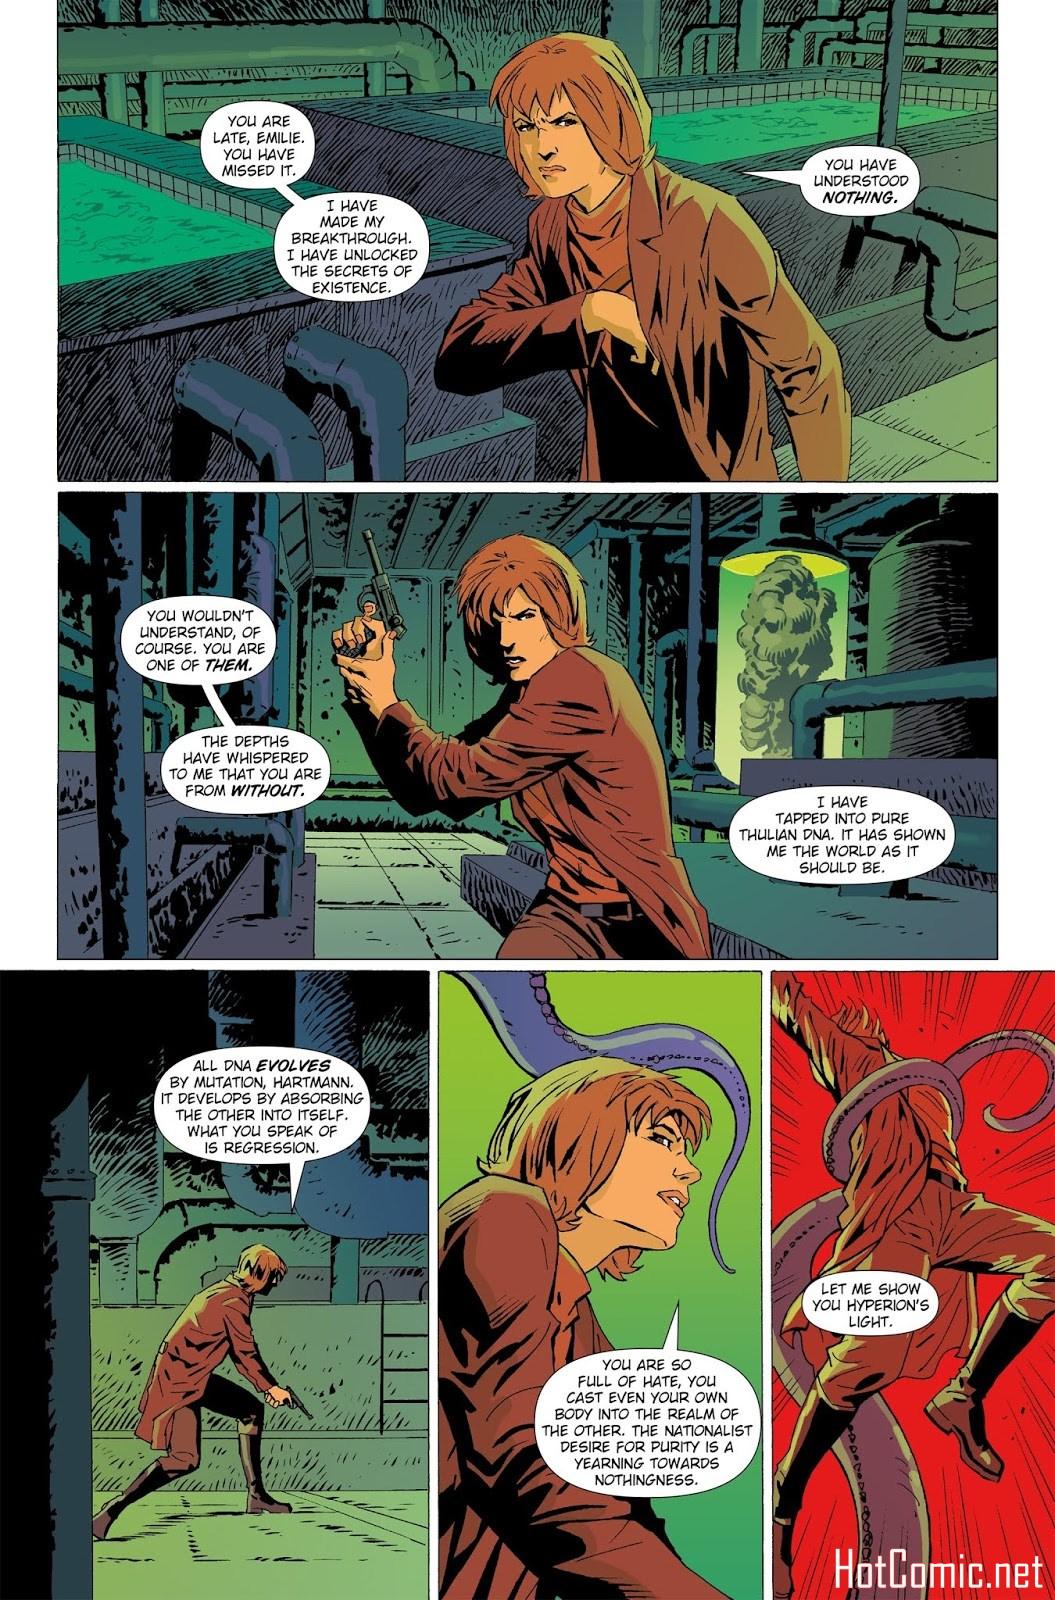 YOU ARE
LATE, EMILIE.
YOU HAVE
MISSED IT.
I HAVE
MADE MY
BREAKTHROUGH.
I HAVE UNLOCKED
THE SECRETS OF
EXISTENCE.
YOU HAVE
UNDERSTOOD
NOTHING.
YOU WOULDN'T
UNDERSTAND, OF
COURSE. YOU ARE
ONE OF THEM.
THE DEPTHS
HAVE WHISPERED
TO ME THAT YOU ARE
FROM WITHOUT.
I HAVE
TAPPED INTO PURE
THULIAN DNA. IT HAS SHOWN
ME THE WORLD AS IT
SHOULD BE.
ALL DNA EVOLVES
BY MUTATION, HARTMANN.
IT DEVELOPS BY ABSORBING
THE OTHER INTO ITSELF.
WHAT YOU SPEAK OF
IS REGRESSION.
YOU ARE SO
FULL OF HATE, YOU
CAST EVEN YOUR OWN
BODY INTO THE REALM OF
THE OTHER. THE NATIONALIST
DESIRE FOR PURITY IS A
YEARNING TOWARDS
NOTHINGNESS.
LET ME SHOW
YOU HYPERION'S
LIGHT.
HotComic.net